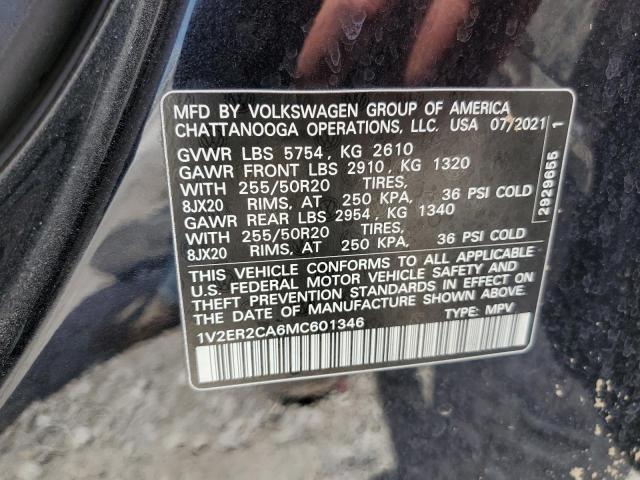 MFD BY VOLKSWAGEN GROUP OF AMERICA
CHATTANOOGA OPERATIONS, LLC. USA 07/2021
GVWR LBS 5754, KG 2610
GAWR FRONT LBS 2910, KG 1320
WITH 255/50R20 TIRES,
8JX20 RIMS, AT 250 KPA, 36 PSI COLD
GAWR REAR LBS 2954, KG 1340
WITH 255/50R20 TIRES,
8JX20 RIMS, AT 250 KPA, 36 PSI COLD
THIS VEHICLE CONFORMS TO ALL APPLICABLE
U.S. FEDERAL MOTOR VEHICLE SAFETY AND
THEFT PREVENTION STANDARDS IN EFFECT ON
THE DATE OF MANUFACTURE SHOWN ABOVE.
1V2ER2CA6MC601346 TYPE: MPV
2929655 1